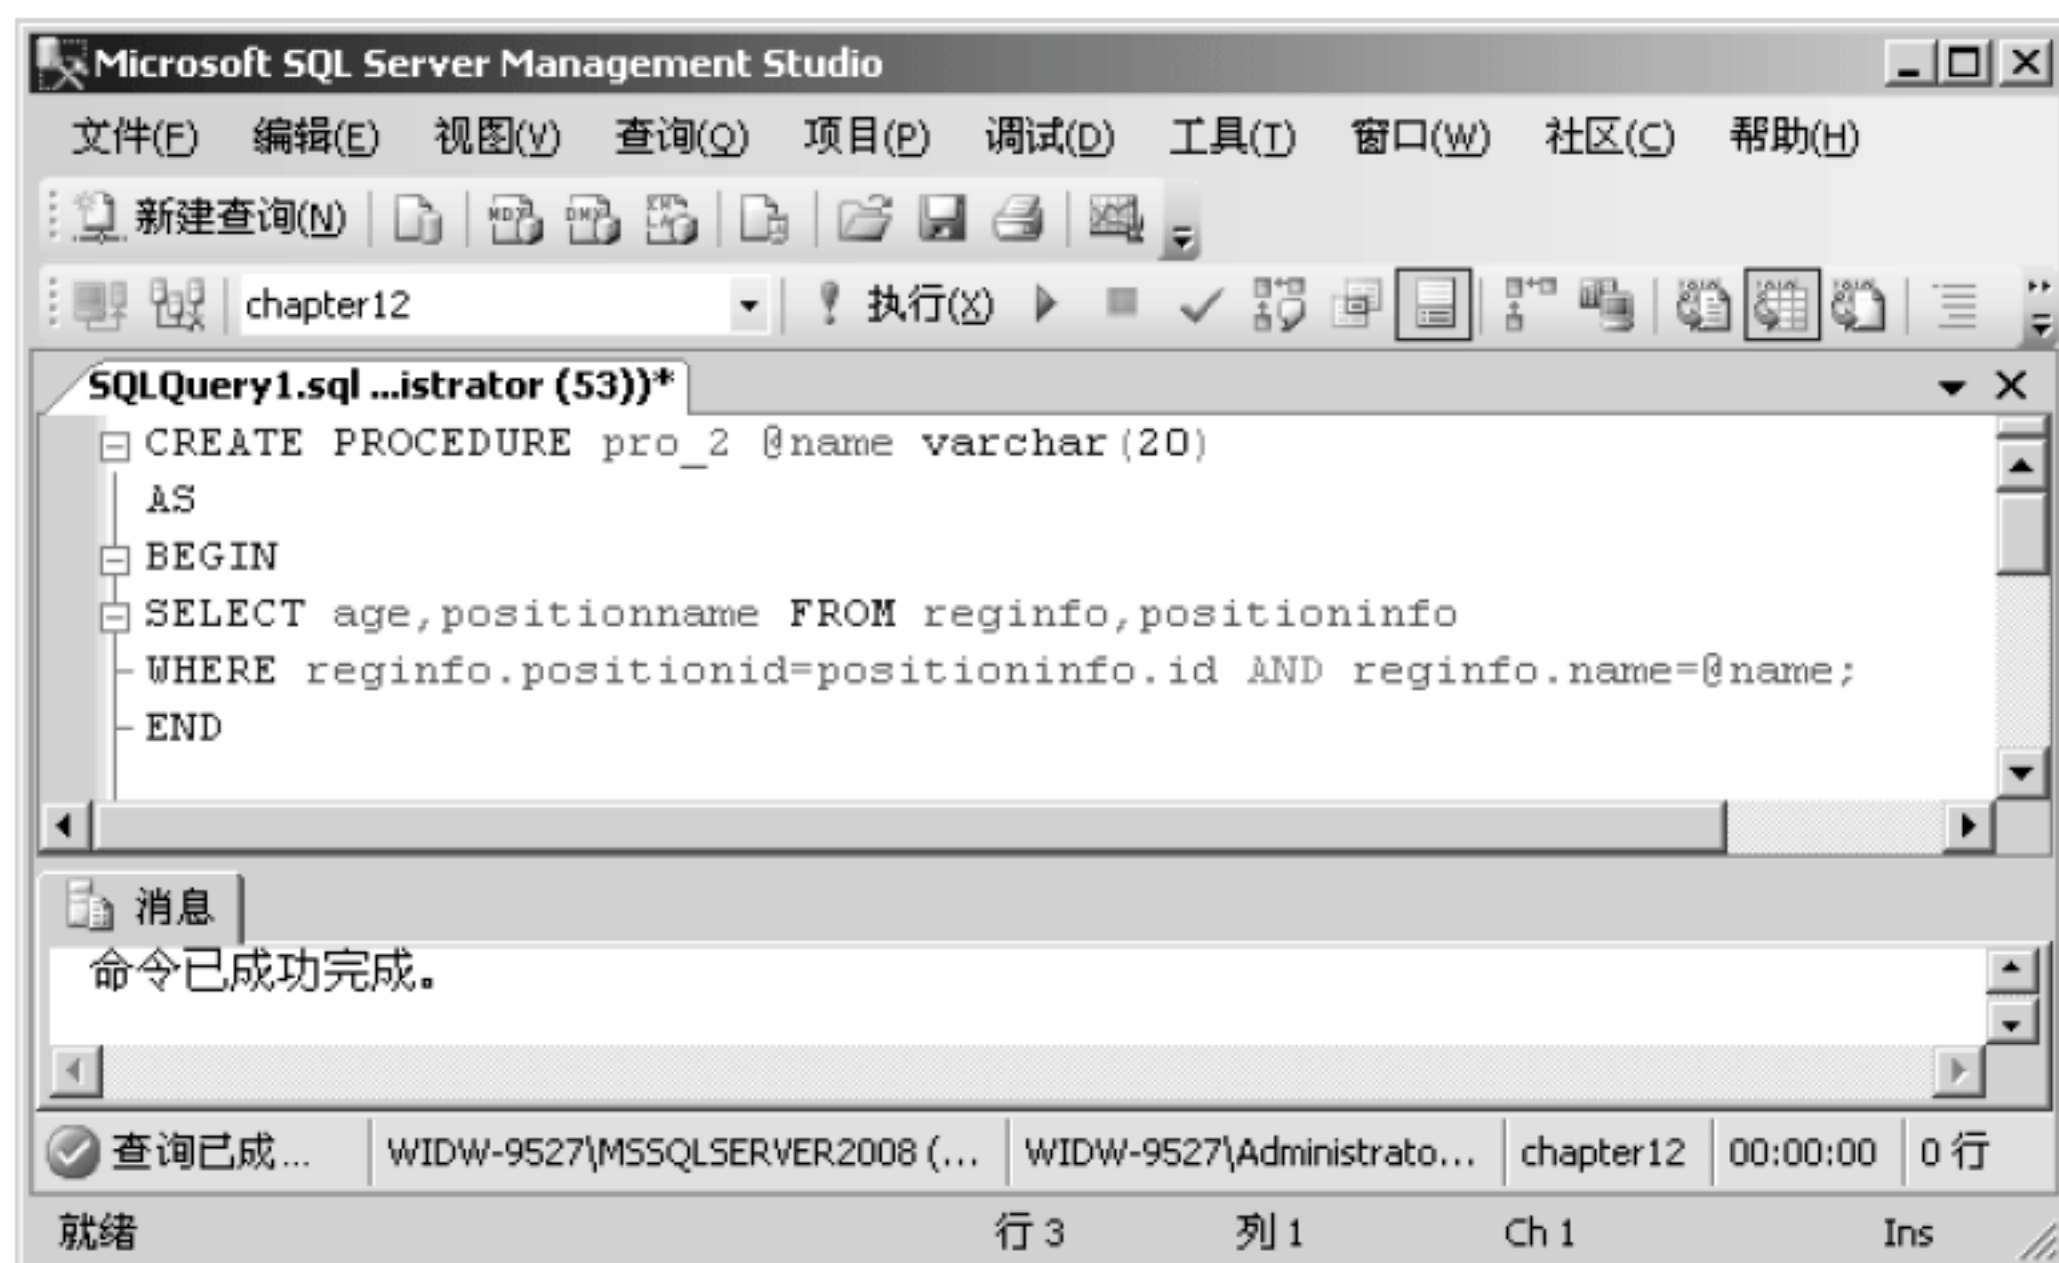 Microsoft SQL Server Management Studio
文件(F) 编辑(E) 视图(V) 查询(Q) 项目(P) 调试(D) 工具(T) 窗口(W) 社区(C) 帮助(H)
新建查询(N)
chapter12 执行(X)
SQLQuery1.sql ...istrator (53))*
CREATE PROCEDURE pro_2 @name varchar(20)
AS
BEGIN
SELECT age,positionname FROM reginfo,positioninfo
WHERE reginfo.positionid=positioninfo.id AND reginfo.name=@name;
END
消息
命令已成功完成。
查询已成... WIDW-9527\MSSQLSERVER2008 (... WIDW-9527\Administrato... chapter12 00:00:00 0 行
就绪 行 3 列 1 Ch 1 Ins